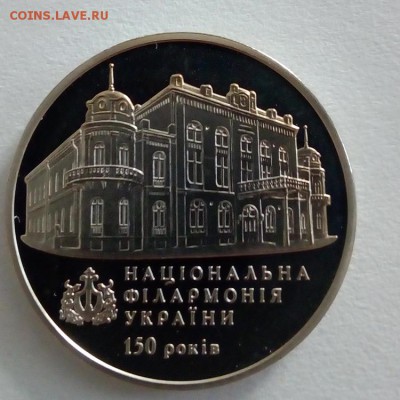 COINS.LAVE.RU
НАЦІОНАЛЬНА
ФІЛАРМОНІЯ
УКРАЇНИ
150 років